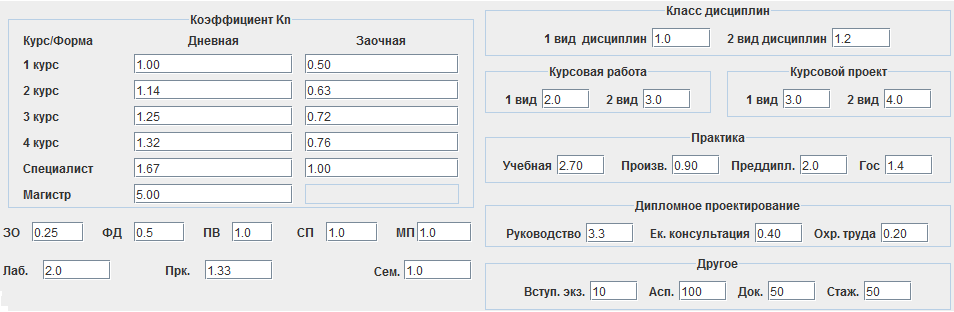 Коэффициент Kn
Курс/Форма Дневная Заочная
1 курс 1.00 0.50
2 курс 1.14 0.63
3 курс 1.25 0.72
4 курс 1.32 0.76
Специалист 1.67 1.00
Магистр 5.00
ЗО 0.25 ФД 0.5 ПВ 1.0 СП 1.0 МП 1.0
Лаб. 2.0 Прк. 1.33 Сем. 1.0
Класс дисциплин
1 вид дисциплин 1.0 2 вид дисциплин 1.2
Курсовая работа
1 вид 2.0 2 вид 3.0
Курсовой проект
1 вид 3.0 2 вид 4.0
Практика
Учебная 2.70 Произв. 0.90 Преддипл. 2.0 Гос 1.4
Дипломное проектирование
Руководство 3.3 Ек. консультация 0.40 Охр. труда 0.20
Другое
Вступ. экз. 10 Асп. 100 Док. 50 Стаж. 50